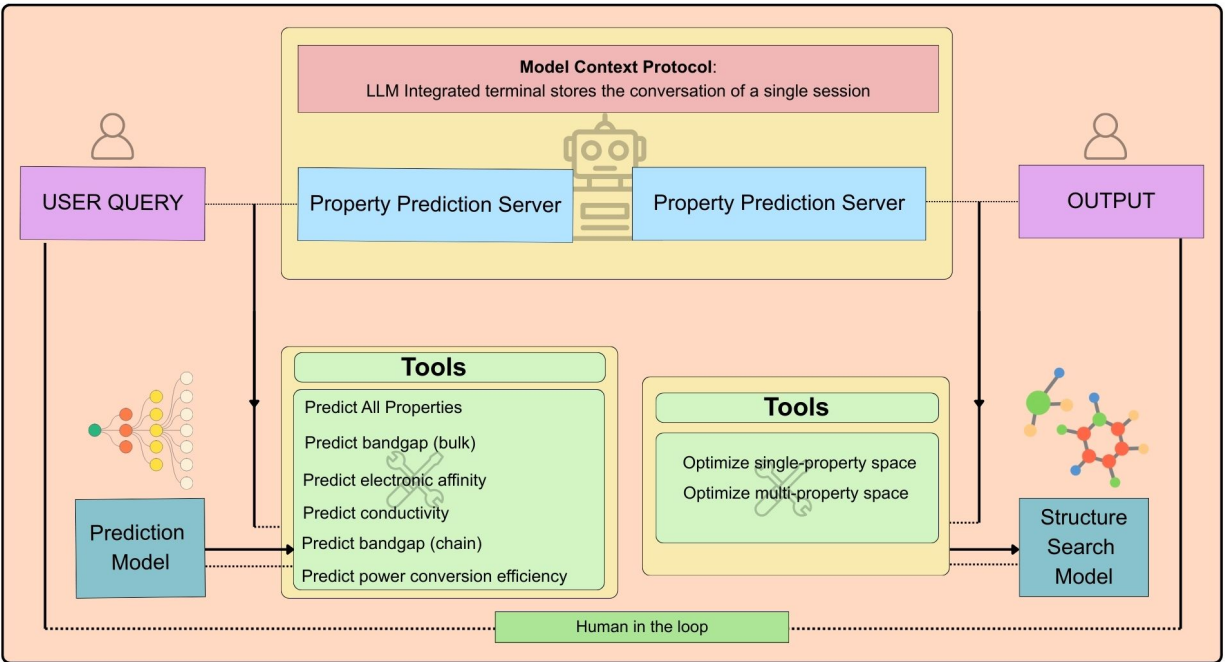 Model Context Protocol:
LLM Integrated terminal stores the conversation of a single session
USER QUERY
Property Prediction Server
Property Prediction Server
OUTPUT
Tools
Predict All Properties
Predict bandgap (bulk)
Predict electronic affinity
Predict conductivity
Predict bandgap (chain)
Predict power conversion efficiency
Tools
Optimize single-property space
Optimize multi-property space
Prediction
Model
Structure
Search
Model
Human in the loop